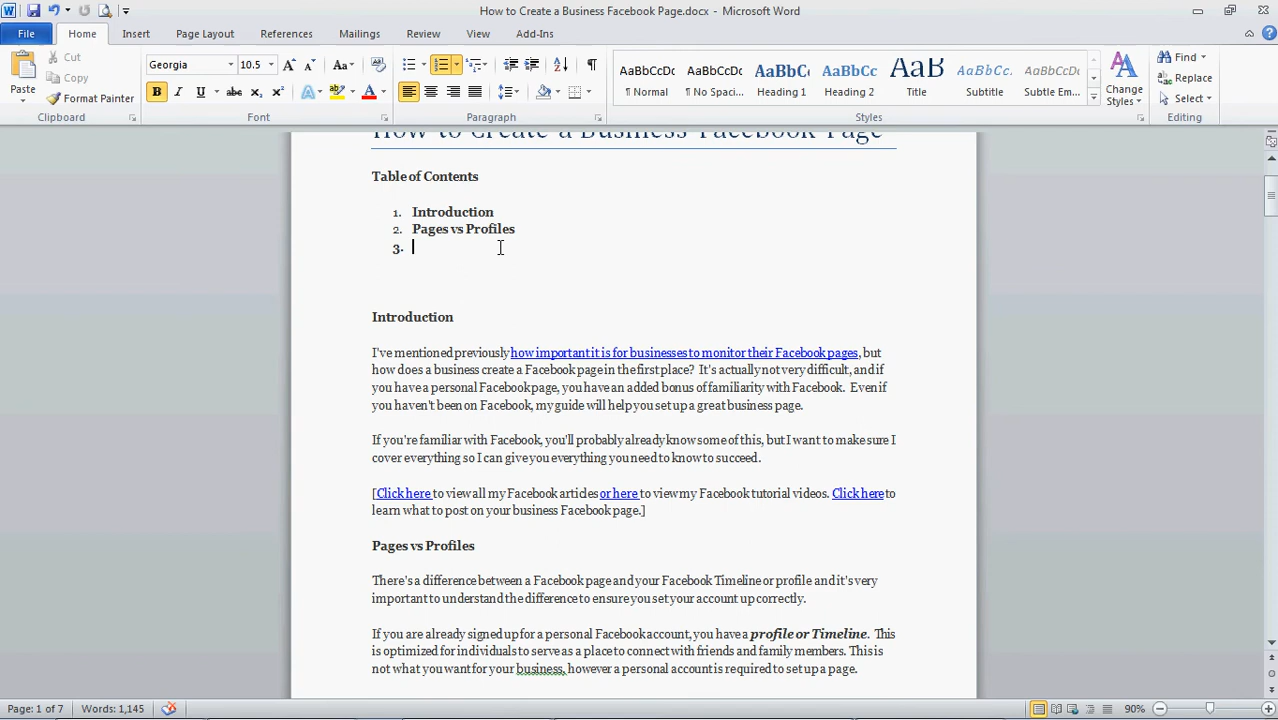 How to Create a Business Facebook Page.docx - Microsoft Word
File Home Insert Page Layout References Mailings Review View Add-Ins
Paste
Cut
Copy
Format Painter
Clipboard
Georgia 10.5
Font
Paragraph
AaBbCcDc AaBbCcDc AaBbC AaBbCc AaB AaBbCc. AaBbCcDc
¶ Normal ¶ No Spaci... Heading 1 Heading 2 Title Subtitle Subtle Em...
Styles
Change
Styles
Find
Replace
Select
Editing
How to Create a Business Facebook Page
Table of Contents
1. Introduction
2. Pages vs Profiles
3.
Introduction
I've mentioned previously how important it is for businesses to monitor their Facebook pages, but
how does a business create a Facebook page in the first place? It's actually not very difficult, and if
you have a personal Facebook page, you have an added bonus of familiarity with Facebook. Even if
you haven't been on Facebook, my guide will help you set up a great business page.
If you're familiar with Facebook, you'll probably already know some of this, but I want to make sure I
cover everything so I can give you everything you need to know to succeed.
[Click here to view all my Facebook articles or here to view my Facebook tutorial videos. Click here to
learn what to post on your business Facebook page.]
Pages vs Profiles
There's a difference between a Facebook page and your Facebook Timeline or profile and it's very
important to understand the difference to ensure you set your account up correctly.
If you are already signed up for a personal Facebook account, you have a profile or Timeline. This
is optimized for individuals to serve as a place to connect with friends and family members. This is
not what you want for your business, however a personal account is required to set up a page.
Page: 1 of 7 Words: 1,145 90%